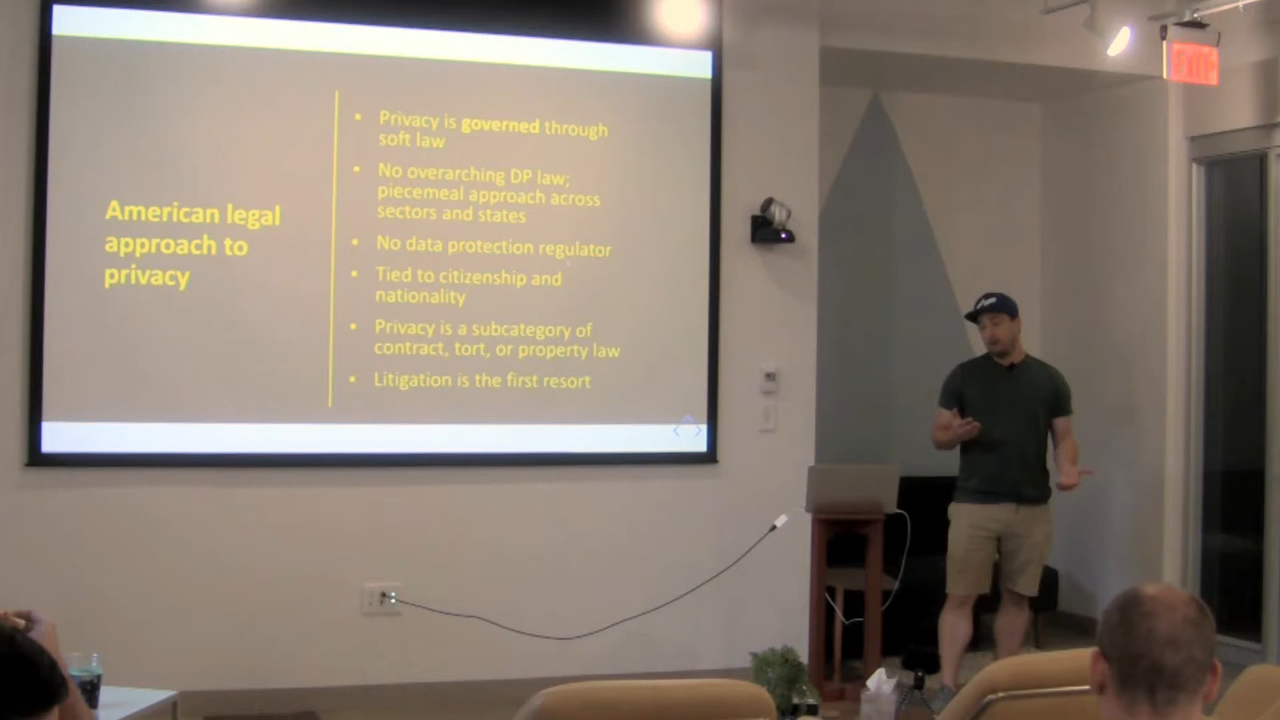 American legal
approach to
privacy
▪ Privacy is governed through
soft law
▪ No overarching DP law;
piecemeal approach across
sectors and states
▪ No data protection regulator
▪ Tied to citizenship and
nationality
▪ Privacy is a subcategory of
contract, tort, or property law
▪ Litigation is the first resort
EXIT